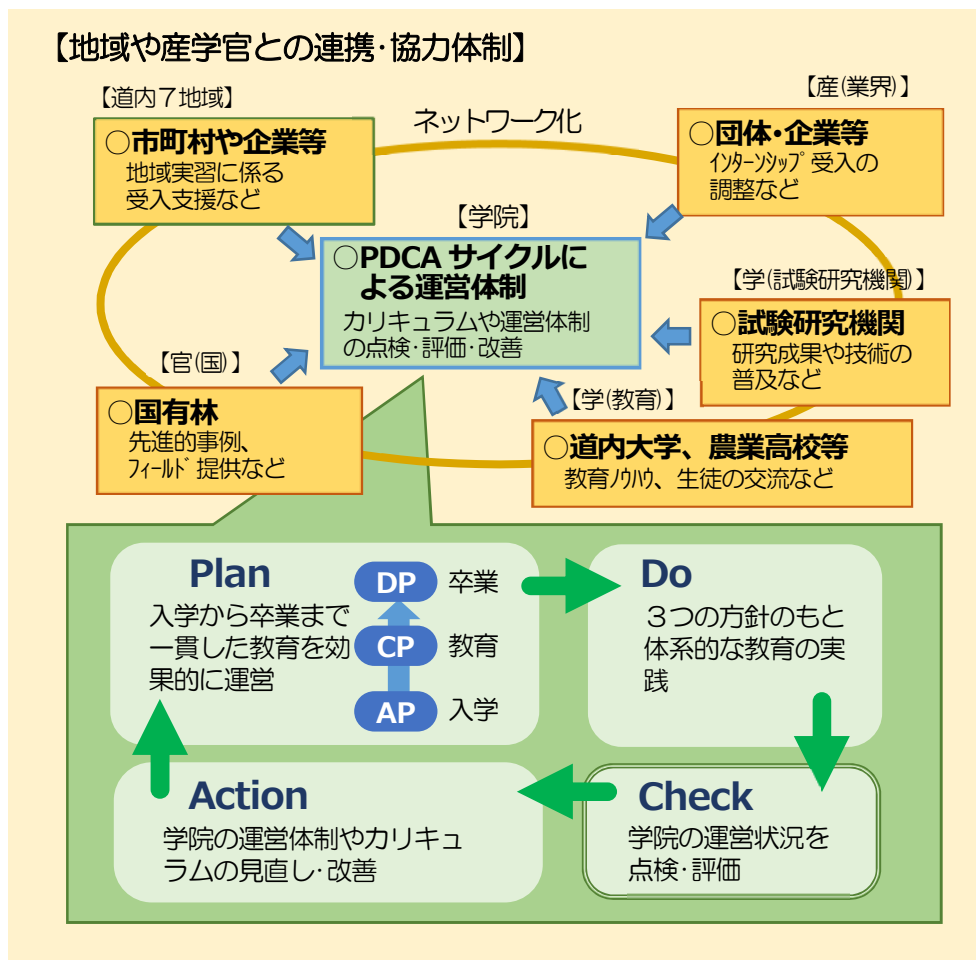 【地域や産学官との連携・協力体制】
【道内７地域】
○市町村や企業等
地域実習に係る
受入支援など
ネットワーク化
【産(業界)】
○団体・企業等
ｲﾝﾀｰﾝｼｯﾌﾟ受入の
調整など
【学院】
○PDCA サイクルに
よる運営体制
カリキュラムや運営体制
の点検・評価・改善
【学(試験研究機関)】
○試験研究機関
研究成果や技術の
普及など
【官(国)】
○国有林
先進的事例、
ﾌｨｰﾙﾄﾞ提供など
【学(教育)】
○道内大学、農業高校等
教育ﾉｳﾊｳ、生徒の交流など
Plan
入学から卒業まで
一貫した教育を効
果的に運営
DP 卒業
CP 教育
AP 入学
Do
３つの方針のもと
体系的な教育の実
践
Action
学院の運営体制やカリキュ
ラムの見直し・改善
Check
学院の運営状況を
点検・評価